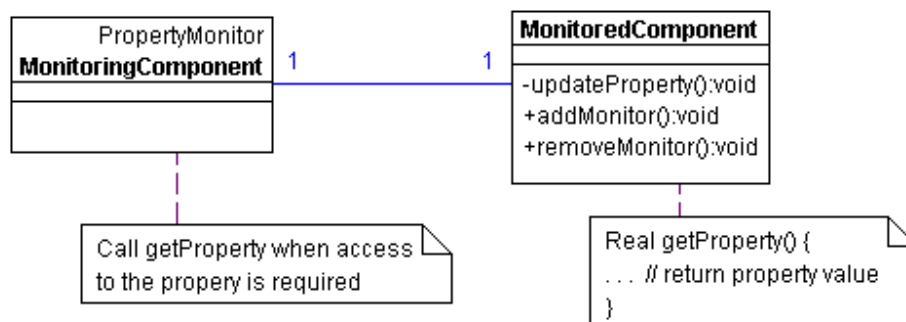 PropertyMonitor
MonitoringComponent
1
1
MonitoredComponent
-updateProperty():void
+addMonitor():void
+removeMonitor():void
Call getProperty when access
to the propery is required
Real getProperty() {
. . . // return property value
}